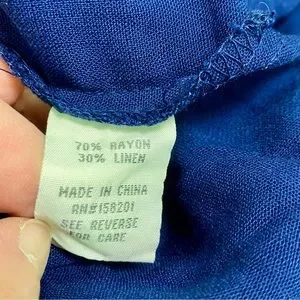 70% RAYON
30% LINEN
MADE IN CHINA
RN#158201
SEE REVERSE
FOR CARE